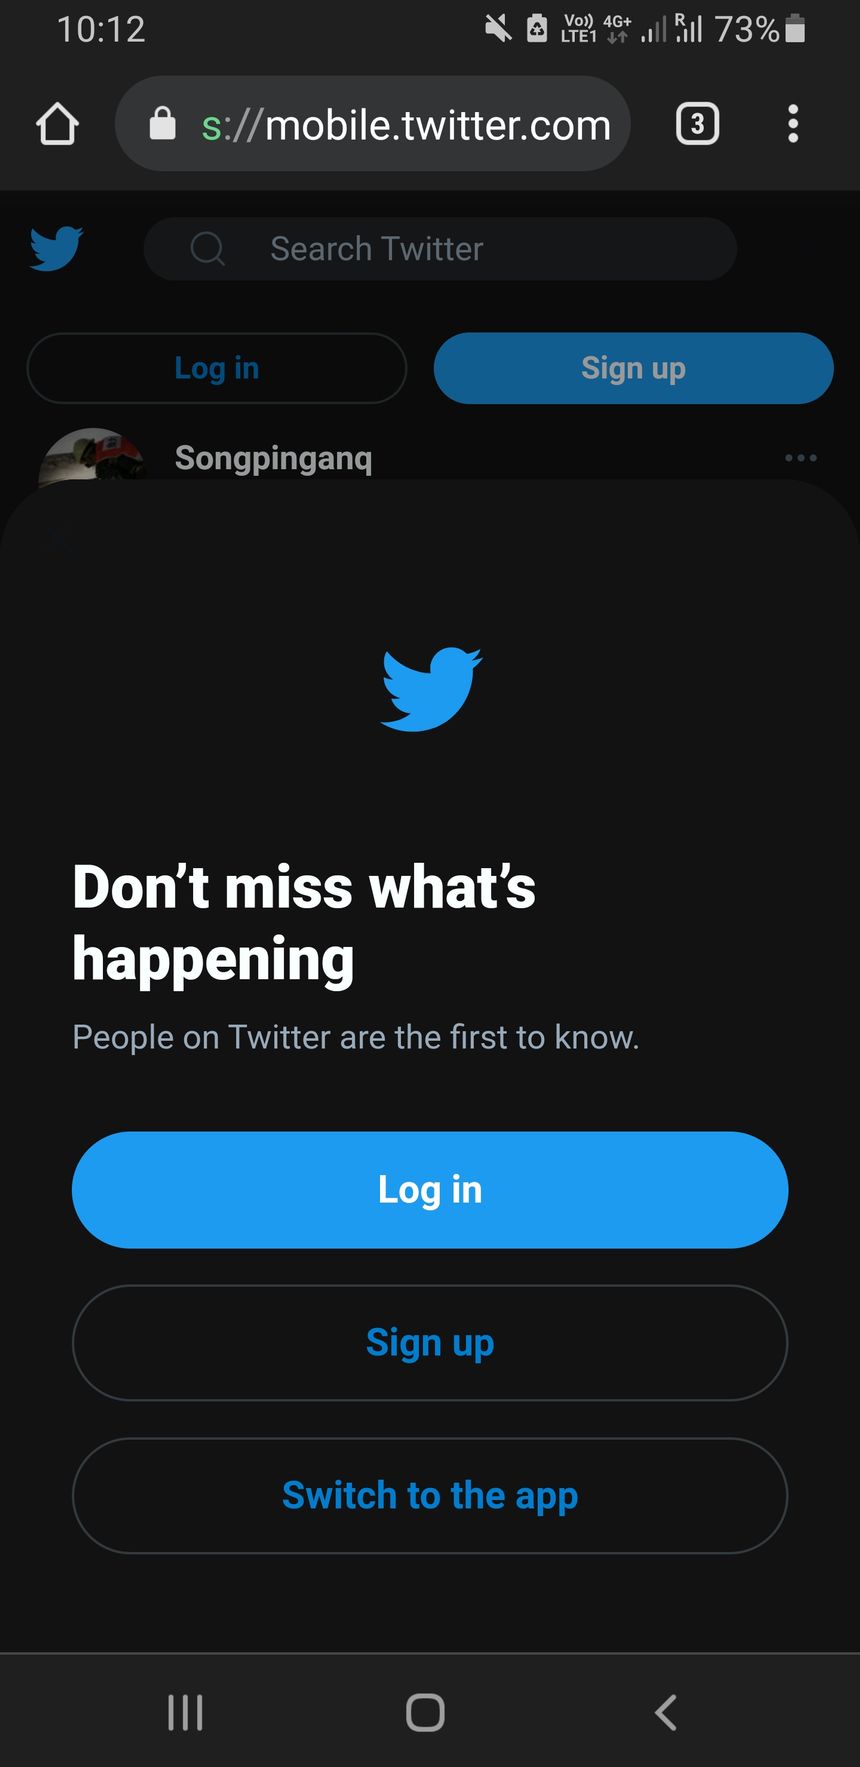 10:12
Vo)) 4G+ R 73%
LTE1
s://mobile.twitter.com 3
Search Twitter
Log in Sign up
Songpinganq
Don’t miss what’s
happening
People on Twitter are the first to know.
Log in
Sign up
Switch to the app